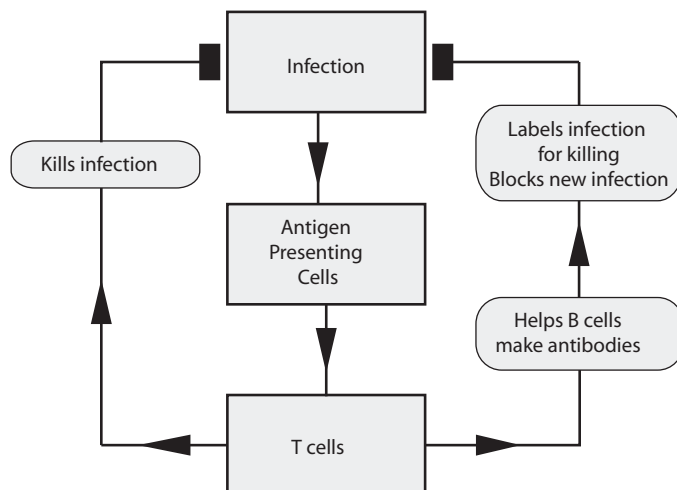 Infection
Kills infection
Labels infection
for killing
Blocks new infection
Antigen
Presenting
Cells
Helps B cells
make antibodies
T cells